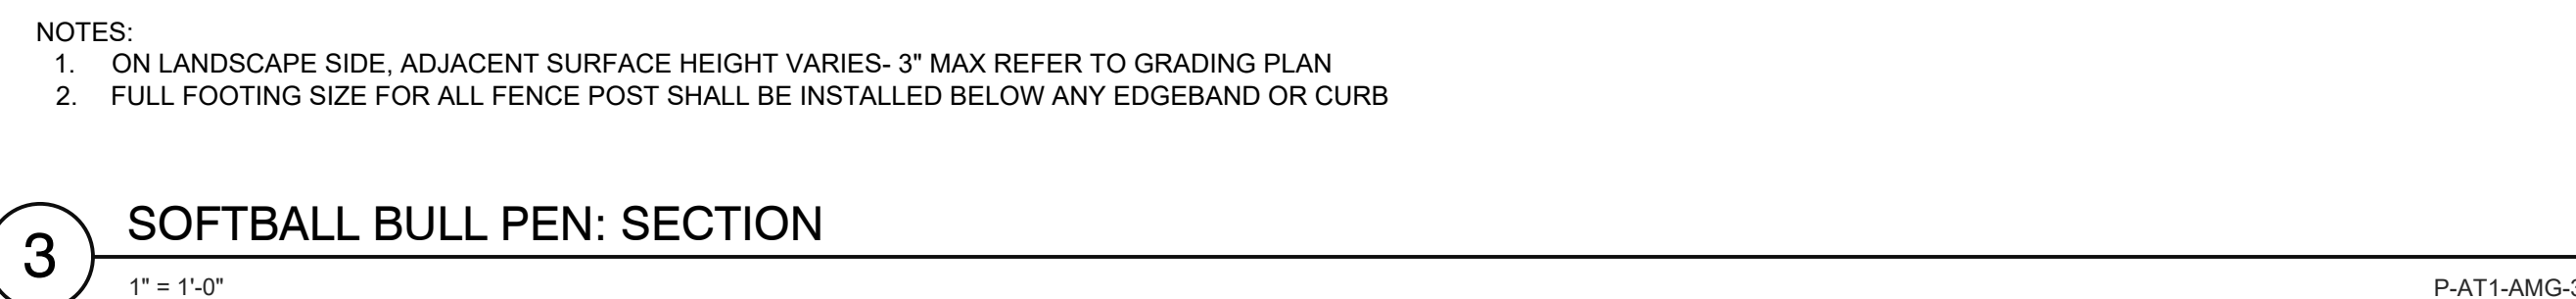 NOTES:
1. ON LANDSCAPE SIDE, ADJACENT SURFACE HEIGHT VARIES- 3" MAX REFER TO GRADING PLAN
2. FULL FOOTING SIZE FOR ALL FENCE POST SHALL BE INSTALLED BELOW ANY EDGEBAND OR CURB
3 SOFTBALL BULL PEN: SECTION
1" = 1'-0" P-AT1-AMG-